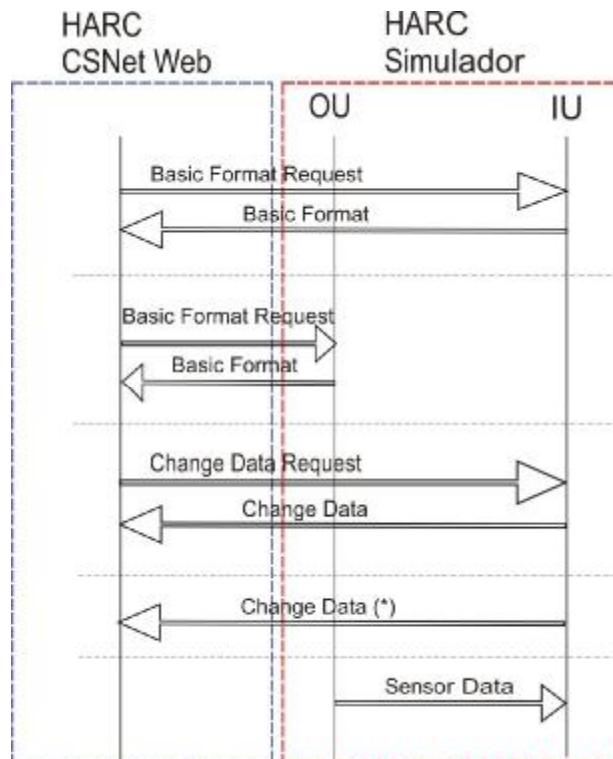 HARC
CSNet Web
HARC
Simulador
OU
IU
Basic Format Request
Basic Format
Basic Format Request
Basic Format
Change Data Request
Change Data
Change Data (*)
Sensor Data